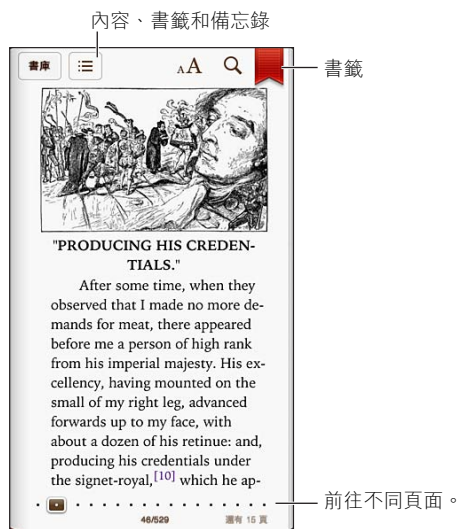 內容、書籤和備忘錄
書庫
AA
書籤
"PRODUCING HIS CREDEN-
TIALS."
After some time, when they
observed that I made no more de-
mands for meat, there appeared
before me a person of high rank
from his imperial majesty. His ex-
cellency, having mounted on the
small of my right leg, advanced
forwards up to my face, with
about a dozen of his retinue: and,
producing his credentials under
the signet-royal,[10] which he ap-
前往不同頁面。
46/529 還有 15 頁